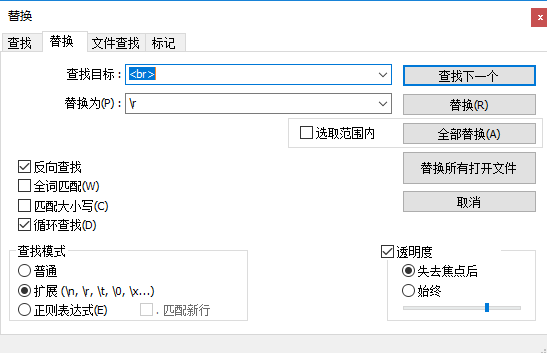 替换
x
查找 替换 文件查找 标记
查找目标： <br> 查找下一个
替换为(P)： \r 替换(R)
选取范围内 全部替换(A)
反向查找 替换所有打开文件
全词匹配(W)
匹配大小写(C) 取消
循环查找(D)
查找模式 透明度
普通 失去焦点后
扩展 (\n, \r, \t, \0, \x...) 始终
正则表达式(E) . 匹配新行